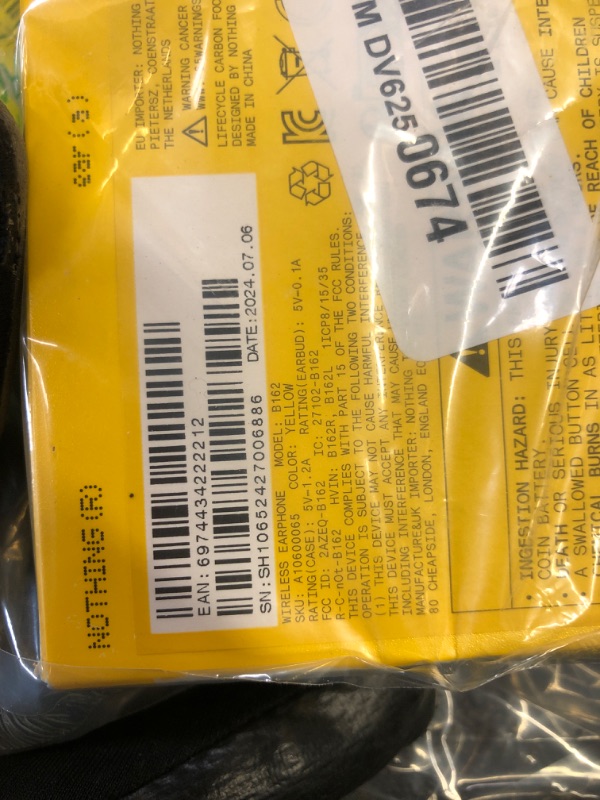 NOTHING(R)
ear (a)
EU IMPORTER: NOTHING
PIETERSZ. COENSTRAAT
THE NETHERLANDS
WARNING CANCER
LIFECYCLE CARBON FOO
DESIGNED BY NOTHING
MADE IN CHINA
EAN: 6974434222212
SN:SH10652427006886 DATE:2024.07.06
WIRELESS EARPHONE MODEL: B162
SKU: A10600065 COLOR: YELLOW
RATING(CASE): 5V⎓1.2A RATING(EARBUD): 5V⎓0.1A
FCC ID: 2AZEQ-B162 IC: 27102-B162
R-C-nOt-B162 HVIN: B162R, B162L 1ICP8/15/35
THIS DEVICE COMPLIES WITH PART 15 OF THE FCC RULES.
OPERATION IS SUBJECT TO THE FOLLOWING TWO CONDITIONS:
(1) THIS DEVICE MAY NOT CAUSE HARMFUL INTERFERENCE
THIS DEVICE MUST ACCEPT ANY INTERFERENCE
INCLUDING INTERFERENCE THAT MAY CAUSE
MANUFACTURE&UK IMPORTER: NOTHING
80 CHEAPSIDE, LONDON, ENGLAND EC
M DV6250674
INGESTION HAZARD: THIS
COIN BATTERY.
DEATH OR SERIOUS INJURY
CAUSE INTE
A SWALLOWED BUTTON CE
REACH OF CHILDREN
BURNS IN AS LIT